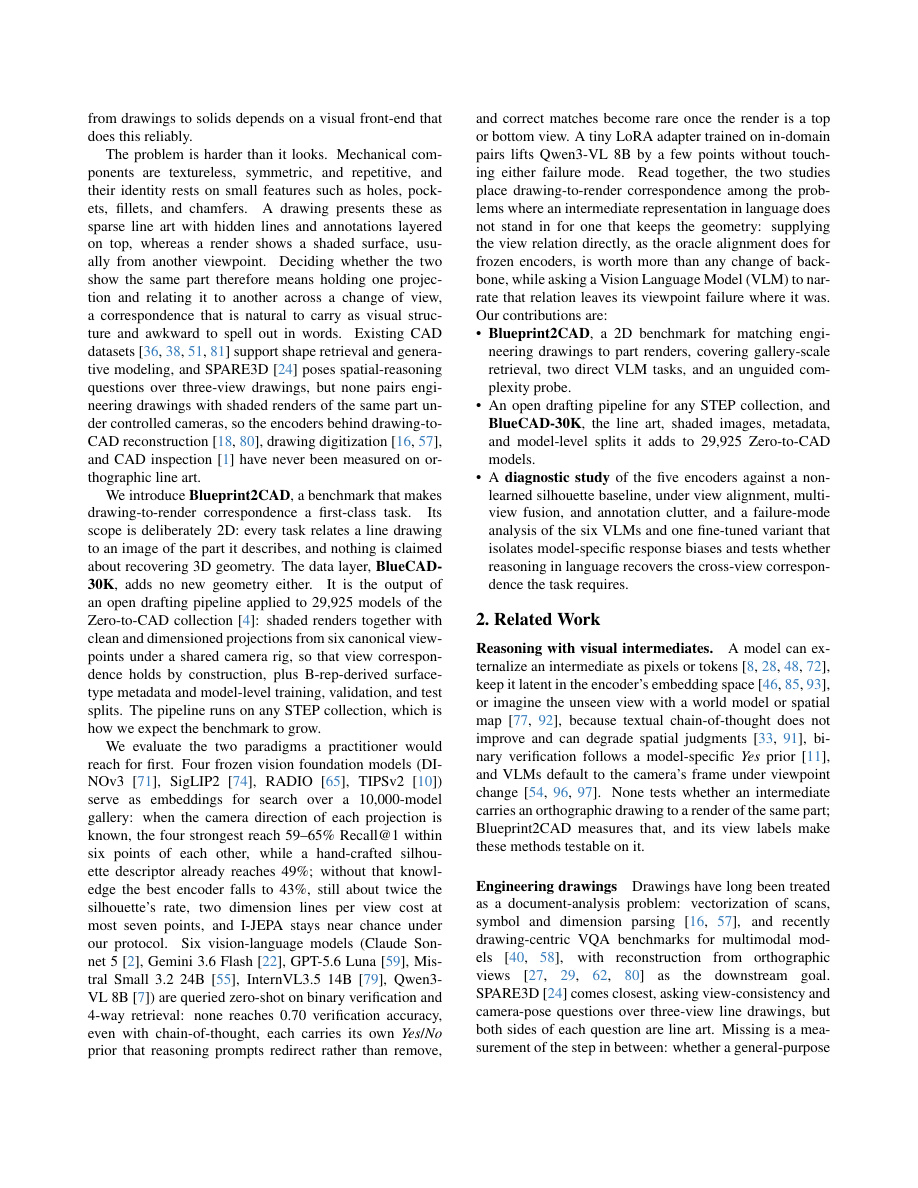 from drawings to solids depends on a visual front-end that
does this reliably.
The problem is harder than it looks. Mechanical com-
ponents are textureless, symmetric, and repetitive, and
their identity rests on small features such as holes, pock-
ets, fillets, and chamfers. A drawing presents these as
sparse line art with hidden lines and annotations layered
on top, whereas a render shows a shaded surface, usu-
ally from another viewpoint. Deciding whether the two
show the same part therefore means holding one projec-
tion and relating it to another across a change of view,
a correspondence that is natural to carry as visual struc-
ture and awkward to spell out in words. Existing CAD
datasets [36, 38, 51, 81] support shape retrieval and genera-
tive modeling, and SPARE3D [24] poses spatial-reasoning
questions over three-view drawings, but none pairs engi-
neering drawings with shaded renders of the same part un-
der controlled cameras, so the encoders behind drawing-to-
CAD reconstruction [18, 80], drawing digitization [16, 57],
and CAD inspection [1] have never been measured on or-
thographic line art.
We introduce Blueprint2CAD, a benchmark that makes
drawing-to-render correspondence a first-class task. Its
scope is deliberately 2D: every task relates a line drawing
to an image of the part it describes, and nothing is claimed
about recovering 3D geometry. The data layer, BlueCAD-
30K, adds no new geometry either. It is the output of
an open drafting pipeline applied to 29,925 models of the
Zero-to-CAD collection [4]: shaded renders together with
clean and dimensioned projections from six canonical view-
points under a shared camera rig, so that view correspon-
dence holds by construction, plus B-rep-derived surface-
type metadata and model-level training, validation, and test
splits. The pipeline runs on any STEP collection, which is
how we expect the benchmark to grow.
We evaluate the two paradigms a practitioner would
reach for first. Four frozen vision foundation models (DI-
NOv3 [71], SigLIP2 [74], RADIO [65], TIPSv2 [10])
serve as embeddings for search over a 10,000-model
gallery: when the camera direction of each projection is
known, the four strongest reach 59–65% Recall@1 within
six points of each other, while a hand-crafted silhou-
ette descriptor already reaches 49%; without that knowl-
edge the best encoder falls to 43%, still about twice the
silhouette's rate, two dimension lines per view cost at
most seven points, and I-JEPA stays near chance under
our protocol. Six vision-language models (Claude Son-
net 5 [2], Gemini 3.6 Flash [22], GPT-5.6 Luna [59], Mis-
tral Small 3.2 24B [55], InternVL3.5 14B [79], Qwen3-
VL 8B [7]) are queried zero-shot on binary verification and
4-way retrieval: none reaches 0.70 verification accuracy,
even with chain-of-thought, each carries its own Yes/No
prior that reasoning prompts redirect rather than remove,
and correct matches become rare once the render is a top
or bottom view. A tiny LoRA adapter trained on in-domain
pairs lifts Qwen3-VL 8B by a few points without touch-
ing either failure mode. Read together, the two studies
place drawing-to-render correspondence among the prob-
lems where an intermediate representation in language does
not stand in for one that keeps the geometry: supplying
the view relation directly, as the oracle alignment does for
frozen encoders, is worth more than any change of back-
bone, while asking a Vision Language Model (VLM) to nar-
rate that relation leaves its viewpoint failure where it was.
Our contributions are:
• Blueprint2CAD, a 2D benchmark for matching engi-
neering drawings to part renders, covering gallery-scale
retrieval, two direct VLM tasks, and an unguided com-
plexity probe.
• An open drafting pipeline for any STEP collection, and
BlueCAD-30K, the line art, shaded images, metadata,
and model-level splits it adds to 29,925 Zero-to-CAD
models.
• A diagnostic study of the five encoders against a non-
learned silhouette baseline, under view alignment, multi-
view fusion, and annotation clutter, and a failure-mode
analysis of the six VLMs and one fine-tuned variant that
isolates model-specific response biases and tests whether
reasoning in language recovers the cross-view correspon-
dence the task requires.
2. Related Work
Reasoning with visual intermediates. A model can ex-
ternalize an intermediate as pixels or tokens [8, 28, 48, 72],
keep it latent in the encoder's embedding space [46, 85, 93],
or imagine the unseen view with a world model or spatial
map [77, 92], because textual chain-of-thought does not
improve and can degrade spatial judgments [33, 91], bi-
nary verification follows a model-specific Yes prior [11],
and VLMs default to the camera's frame under viewpoint
change [54, 96, 97]. None tests whether an intermediate
carries an orthographic drawing to a render of the same part;
Blueprint2CAD measures that, and its view labels make
these methods testable on it.
Engineering drawings Drawings have long been treated
as a document-analysis problem: vectorization of scans,
symbol and dimension parsing [16, 57], and recently
drawing-centric VQA benchmarks for multimodal mod-
els [40, 58], with reconstruction from orthographic
views [27, 29, 62, 80] as the downstream goal.
SPARE3D [24] comes closest, asking view-consistency and
camera-pose questions over three-view line drawings, but
both sides of each question are line art. Missing is a mea-
surement of the step in between: whether a general-purpose